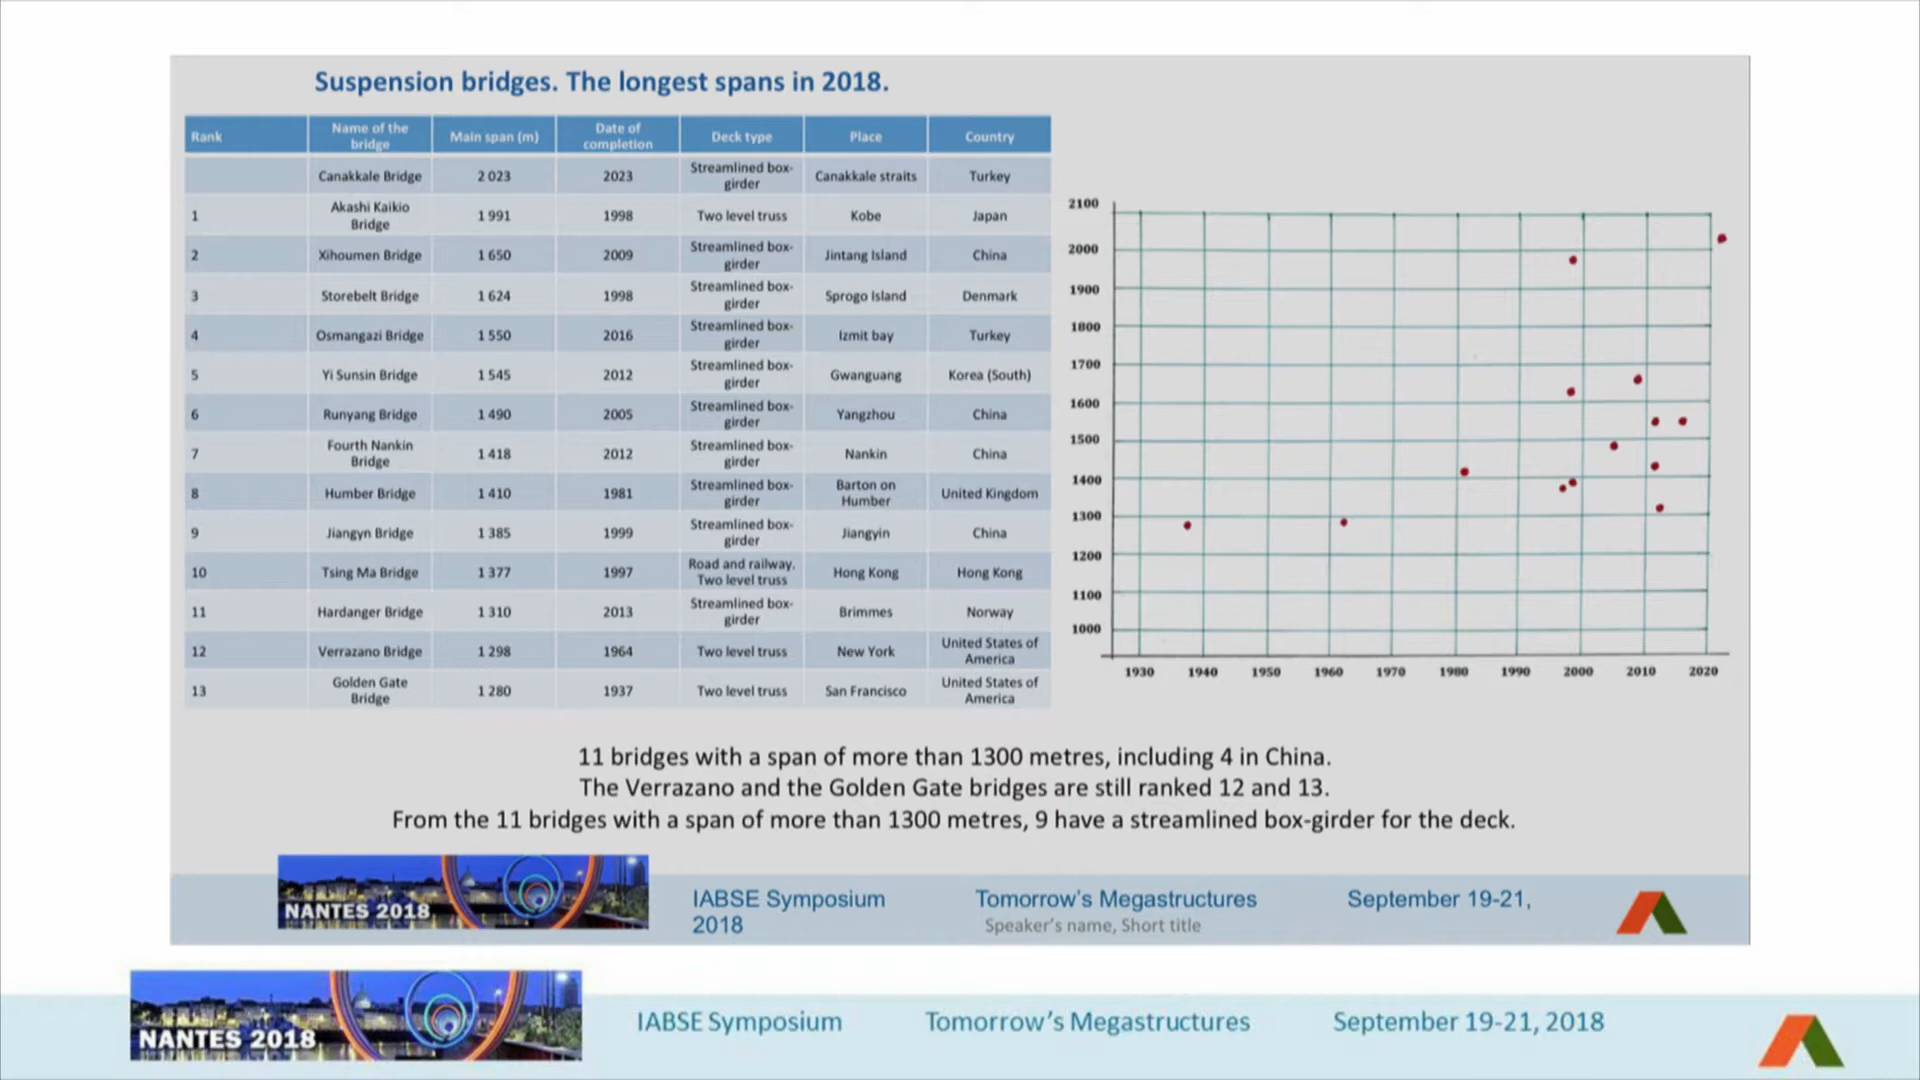 Suspension bridges. The longest spans in 2018.
Rank Name of the bridge Main span (m) Date of completion Deck type Place Country
Canakkale Bridge 2 023 2023 Streamlined box-girder Canakkale straits Turkey
1 Akashi Kaikio Bridge 1 991 1998 Two level truss Kobe Japan
2 Xihoumen Bridge 1 650 2009 Streamlined box-girder Jintang Island China
3 Storebelt Bridge 1 624 1998 Streamlined box-girder Sprogo Island Denmark
4 Osmangazi Bridge 1 550 2016 Streamlined box-girder Izmit bay Turkey
5 Yi Sunsin Bridge 1 545 2012 Streamlined box-girder Gwanguang Korea (South)
6 Runyang Bridge 1 490 2005 Streamlined box-girder Yangzhou China
7 Fourth Nankin Bridge 1 418 2012 Streamlined box-girder Nankin China
8 Humber Bridge 1 410 1981 Streamlined box-girder Barton on Humber United Kingdom
9 Jiangyn Bridge 1 385 1999 Streamlined box-girder Jiangyin China
10 Tsing Ma Bridge 1 377 1997 Road and railway. Two level truss Hong Kong Hong Kong
11 Hardanger Bridge 1 310 2013 Streamlined box-girder Brimmes Norway
12 Verrazano Bridge 1 298 1964 Two level truss New York United States of America
13 Golden Gate Bridge 1 280 1937 Two level truss San Francisco United States of America
2100
2000
1900
1800
1700
1600
1500
1400
1300
1200
1100
1000
1930 1940 1950 1960 1970 1980 1990 2000 2010 2020
11 bridges with a span of more than 1300 metres, including 4 in China.
The Verrazano and the Golden Gate bridges are still ranked 12 and 13.
From the 11 bridges with a span of more than 1300 metres, 9 have a streamlined box-girder for the deck.
NANTES 2018
IABSE Symposium Tomorrow's Megastructures September 19-21,
2018 Speaker's name, Short title
NANTES 2018
IABSE Symposium Tomorrow's Megastructures September 19-21, 2018